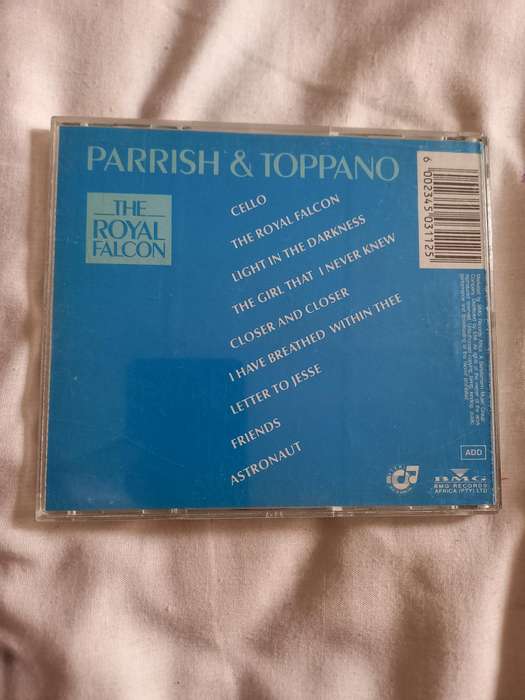 PARRISH & TOPPANO
THE
ROYAL
FALCON
CELLO
THE ROYAL FALCON
LIGHT IN THE DARKNESS
THE GIRL THAT I NEVER KNEW
CLOSER AND CLOSER
I HAVE BREATHED WITHIN THEE
LETTER TO JESSE
FRIENDS
ASTRONAUT
6 002345 031125
ADD
BMG
BMG RECORDS
AFRICA (PTY) LTD